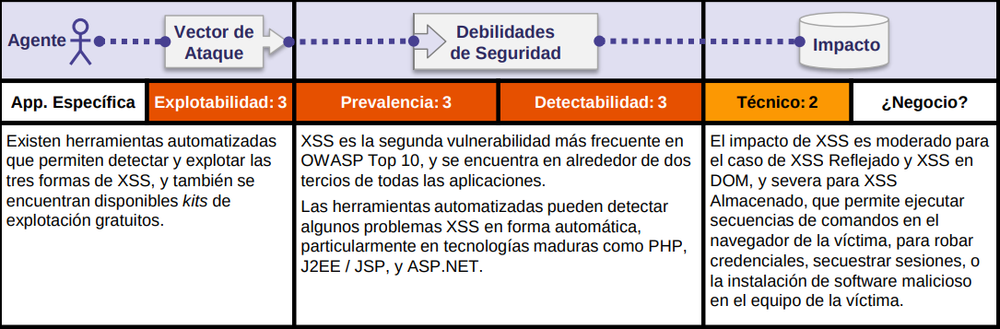 Agente
Vector de
Ataque
Debilidades
de Seguridad
Impacto
App. Específica
Explotabilidad: 3
Prevalencia: 3
Detectabilidad: 3
Técnico: 2
¿Negocio?
Existen herramientas automatizadas
que permiten detectar y explotar las
tres formas de XSS, y también se
encuentran disponibles kits de
explotación gratuitos.
XSS es la segunda vulnerabilidad más frecuente en
OWASP Top 10, y se encuentra en alrededor de dos
tercios de todas las aplicaciones.
Las herramientas automatizadas pueden detectar
algunos problemas XSS en forma automática,
particularmente en tecnologías maduras como PHP,
J2EE / JSP, y ASP.NET.
El impacto de XSS es moderado para
el caso de XSS Reflejado y XSS en
DOM, y severa para XSS
Almacenado, que permite ejecutar
secuencias de comandos en el
navegador de la víctima, para robar
credenciales, secuestrar sesiones, o
la instalación de software malicioso
en el equipo de la víctima.